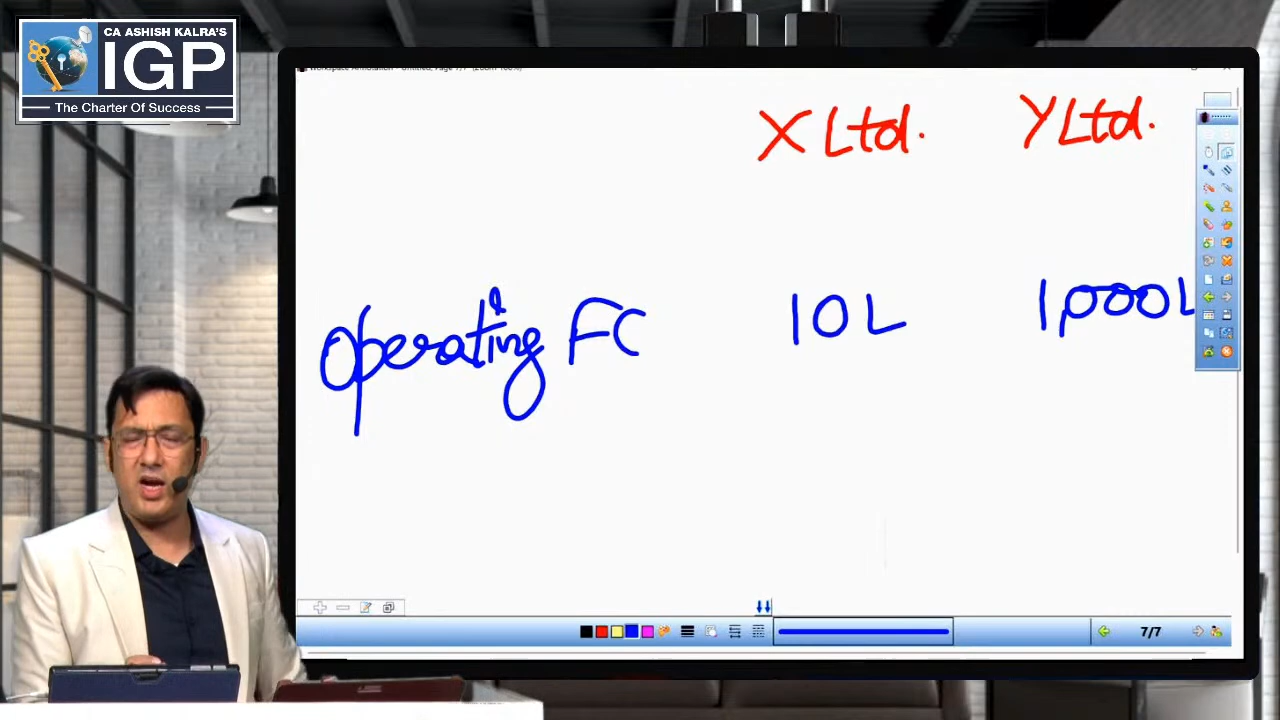 CA ASHISH KALRA'S
IGP
The Charter Of Success
X Ltd. Y Ltd.
Operating FC 10L 1,000L
7/7